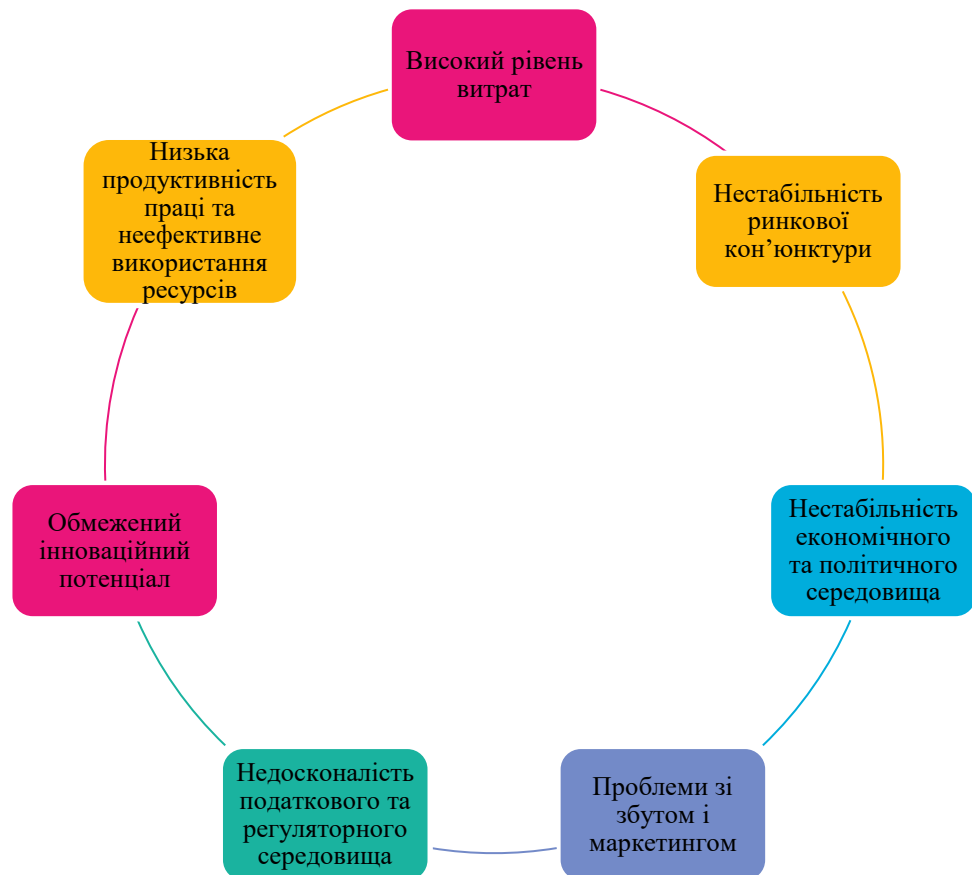 Високий рівень
витрат
Нестабільність
ринкової
кон’юнктури
Нестабільність
економічного
та політичного
середовища
Проблеми зі
збутом і
маркетингом
Недосконалість
податкового та
регуляторного
середовища
Обмежений
інноваційний
потенціал
Низька
продуктивність
праці та
неефективне
використання
ресурсів